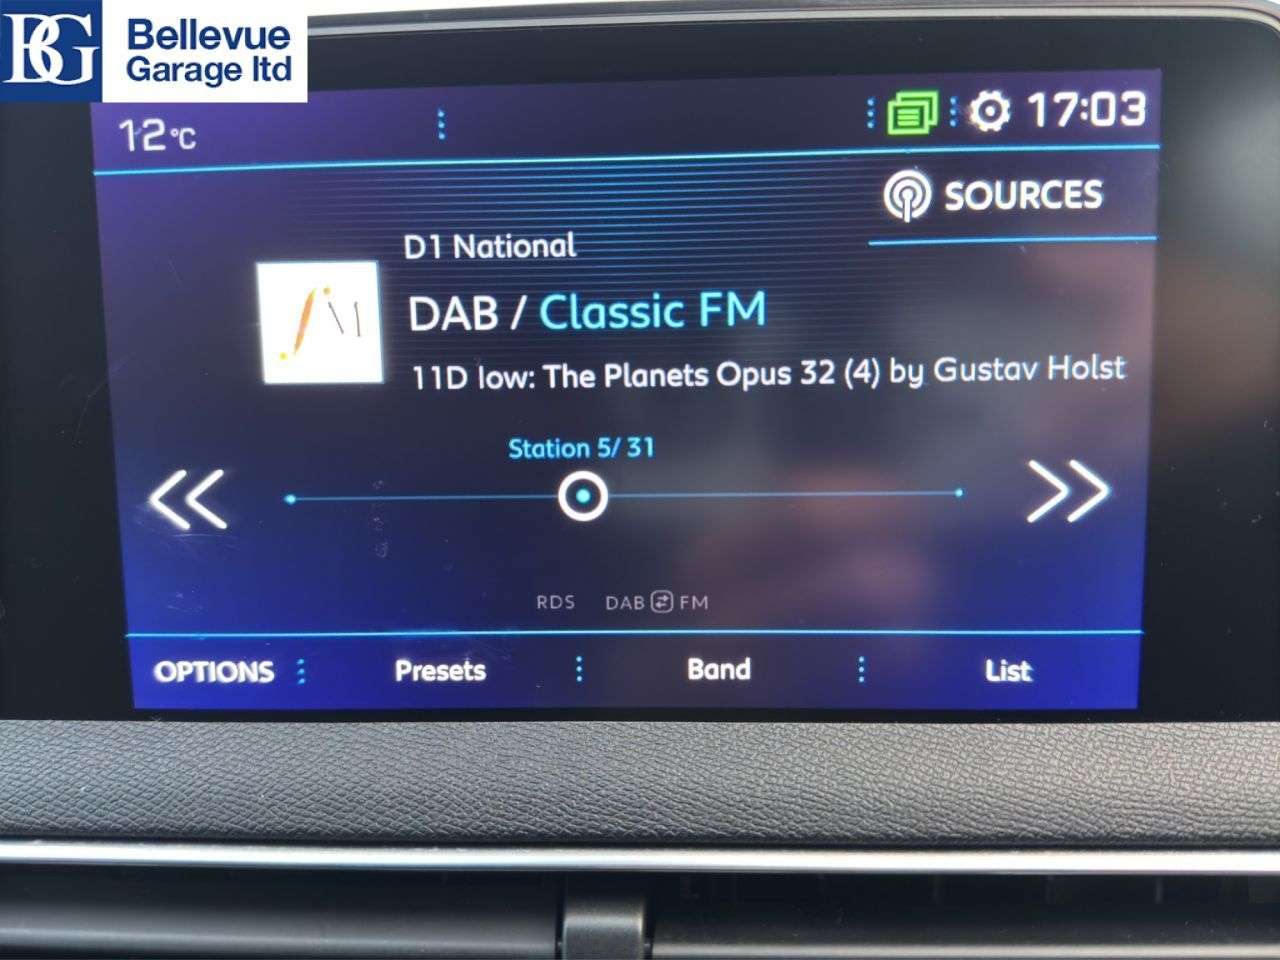 BG
Bellevue
Garage ltd
12°C
17:03
SOURCES
D1 National
DAB / Classic FM
11D low: The Planets Opus 32 (4) by Gustav Holst
Station 5/ 31
RDS DAB FM
OPTIONS Presets Band List